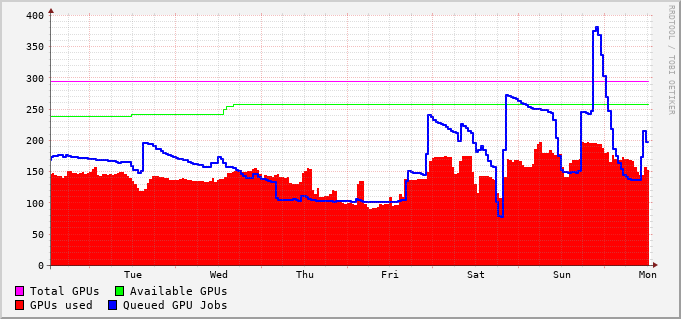 400
350
300
250
200
150
100
50
0
Tue Wed Thu Fri Sat Sun Mon
Total GPUs Available GPUs
GPUs used Queued GPU Jobs
RRDTOOL / TOBI OETIKER